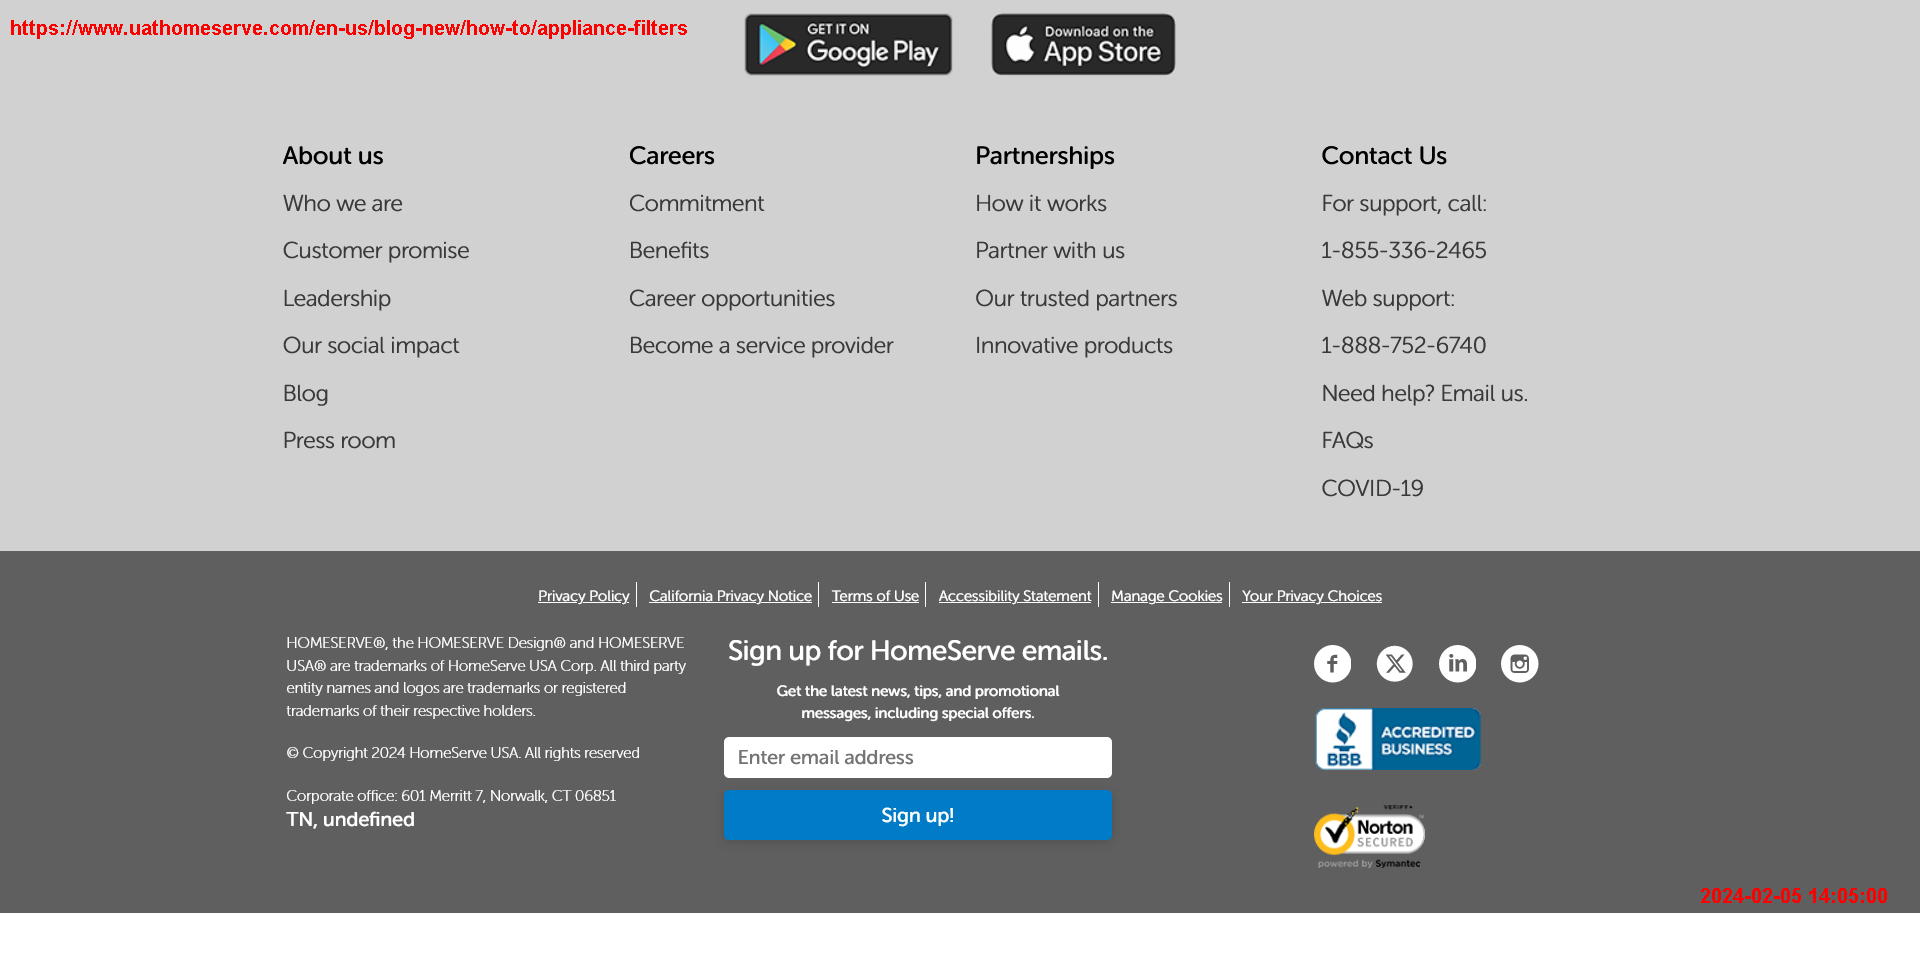 https://www.uathomeserve.com/en-us/blog-new/how-to/appliance-filters
GET IT ON
Google Play
Download on the
App Store
About us
Who we are
Customer promise
Leadership
Our social impact
Blog
Press room
Careers
Commitment
Benefits
Career opportunities
Become a service provider
Partnerships
How it works
Partner with us
Our trusted partners
Innovative products
Contact Us
For support, call:
1-855-336-2465
Web support:
1-888-752-6740
Need help? Email us.
FAQs
COVID-19
Privacy Policy
California Privacy Notice
Terms of Use
Accessibility Statement
Manage Cookies
Your Privacy Choices
HOMESERVE®, the HOMESERVE Design® and HOMESERVE
USA® are trademarks of HomeServe USA Corp. All third party
entity names and logos are trademarks or registered
trademarks of their respective holders.
© Copyright 2024 HomeServe USA. All rights reserved
Corporate office: 601 Merritt 7, Norwalk, CT 06851
TN, undefined
Sign up for HomeServe emails.
Get the latest news, tips, and promotional
messages, including special offers.
Enter email address
Sign up!
BBB
ACCREDITED
BUSINESS
Norton
SECURED
powered by Symantec
2024-02-05 14:05:00